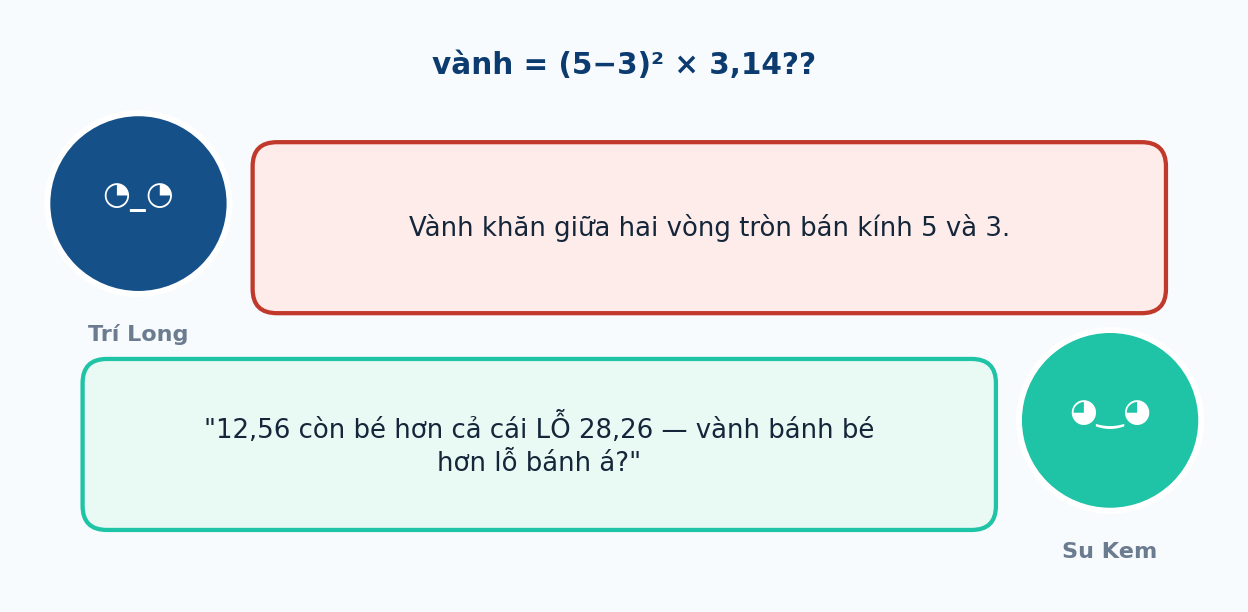 vành = (5−3)² × 3,14??
Vành khăn giữa hai vòng tròn bán kính 5 và 3.
Trí Long
"12,56 còn bé hơn cả cái LỖ 28,26 — vành bánh bé
hơn lỗ bánh á?"
Su Kem